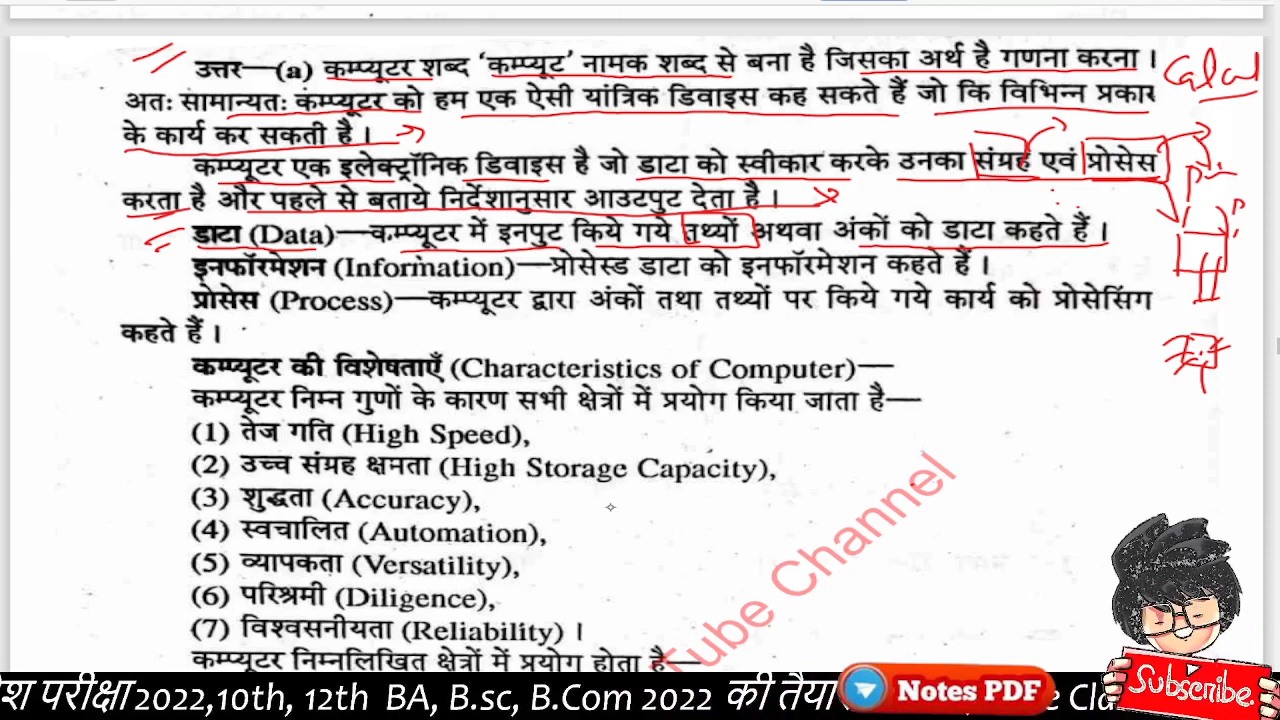 उत्तर—(a) कम्प्यूटर शब्द 'कम्प्यूट' नामक शब्द से बना है जिसका अर्थ है गणना करना ।
अतः सामान्यतः कम्प्यूटर को हम एक ऐसी यांत्रिक डिवाइस कह सकते हैं जो कि विभिन्न प्रकार
के कार्य कर सकती है ।
कम्प्यूटर एक इलेक्ट्रॉनिक डिवाइस है जो डाटा को स्वीकार करके उनका संग्रह एवं प्रोसेस
करता है और पहले से बताये निर्देशानुसार आउटपुट देता है ।
डाटा (Data)—कम्प्यूटर में इनपुट किये गये तथ्यों अथवा अंकों को डाटा कहते हैं ।
इनफॉरमेशन (Information)—प्रोसेस्ड डाटा को इनफॉरमेशन कहते हैं ।
प्रोसेस (Process)—कम्प्यूटर द्वारा अंकों तथा तथ्यों पर किये गये कार्य को प्रोसेसिंग
कहते हैं ।
कम्प्यूटर की विशेषताएँ (Characteristics of Computer)—
कम्प्यूटर निम्न गुणों के कारण सभी क्षेत्रों में प्रयोग किया जाता है—
(1) तेज गति (High Speed),
(2) उच्च संग्रह क्षमता (High Storage Capacity),
(3) शुद्धता (Accuracy),
(4) स्वचालित (Automation),
(5) व्यापकता (Versatility),
(6) परिश्रमी (Diligence),
(7) विश्वसनीयता (Reliability) ।
कम्प्यूटर निम्नलिखित क्षेत्रों में प्रयोग होता है—
Tube Channel
परीक्षा 2022,10th, 12th BA, B.sc, B.Com 2022 की
Notes PDF
Subscribe